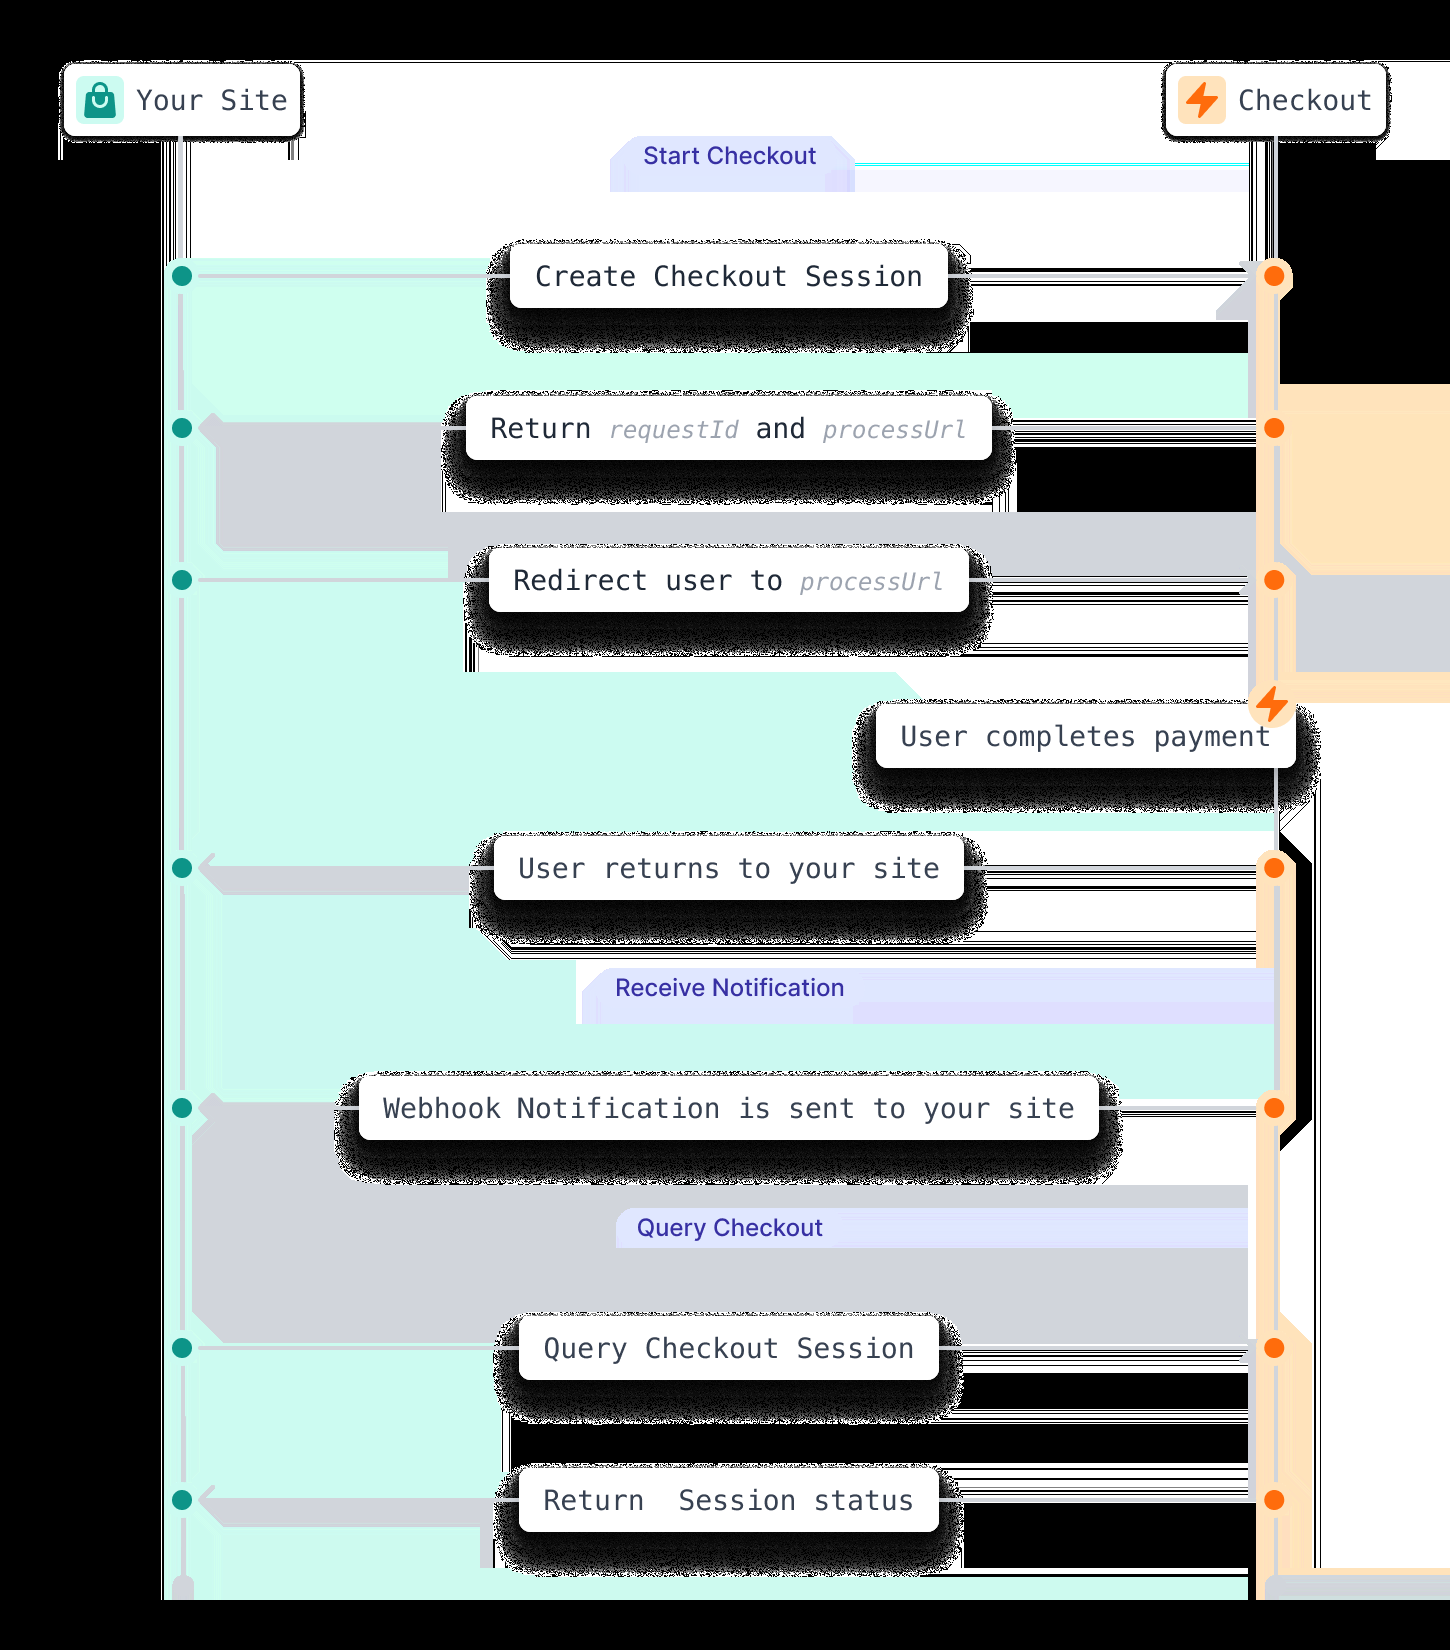 Your Site
Checkout
Start Checkout
Create Checkout Session
Return requestId and processUrl
Redirect user to processUrl
User completes payment
User returns to your site
Receive Notification
Webhook Notification is sent to your site
Query Checkout
Query Checkout Session
Return  Session status